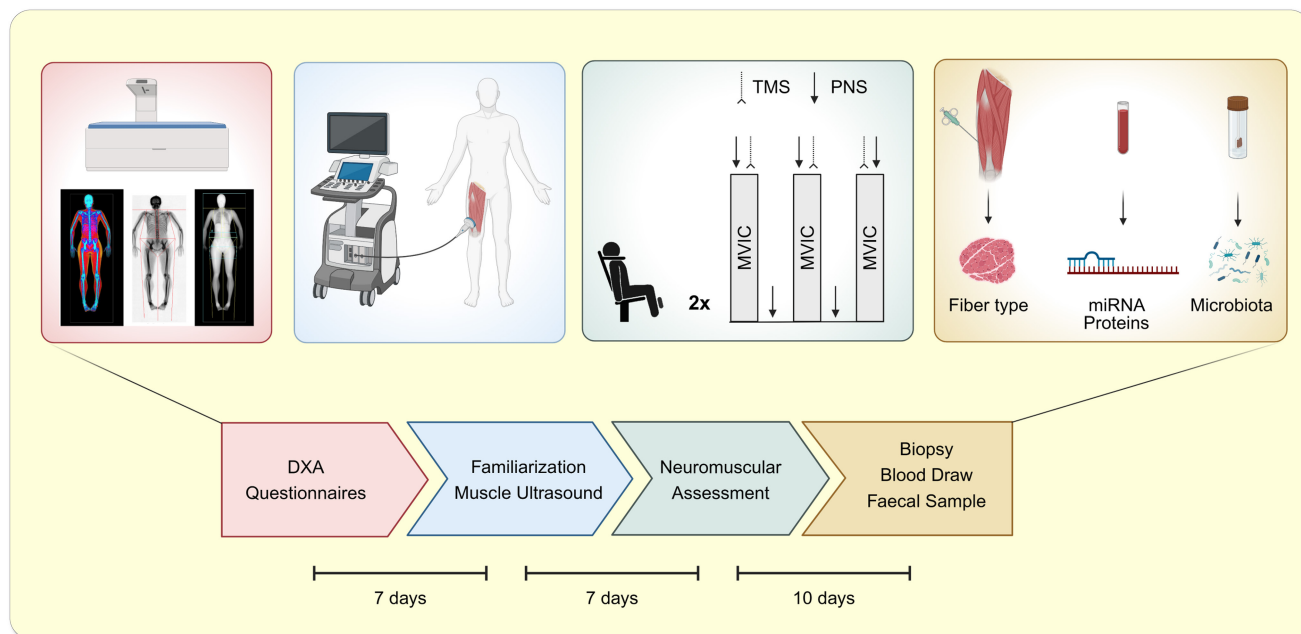 TMS
PNS
MVIC
MVIC
MVIC
2x
Fiber type
miRNA
Proteins
Microbiota
DXA
Questionnaires
Familiarization
Muscle Ultrasound
Neuromuscular
Assessment
Biopsy
Blood Draw
Faecal Sample
7 days
7 days
10 days